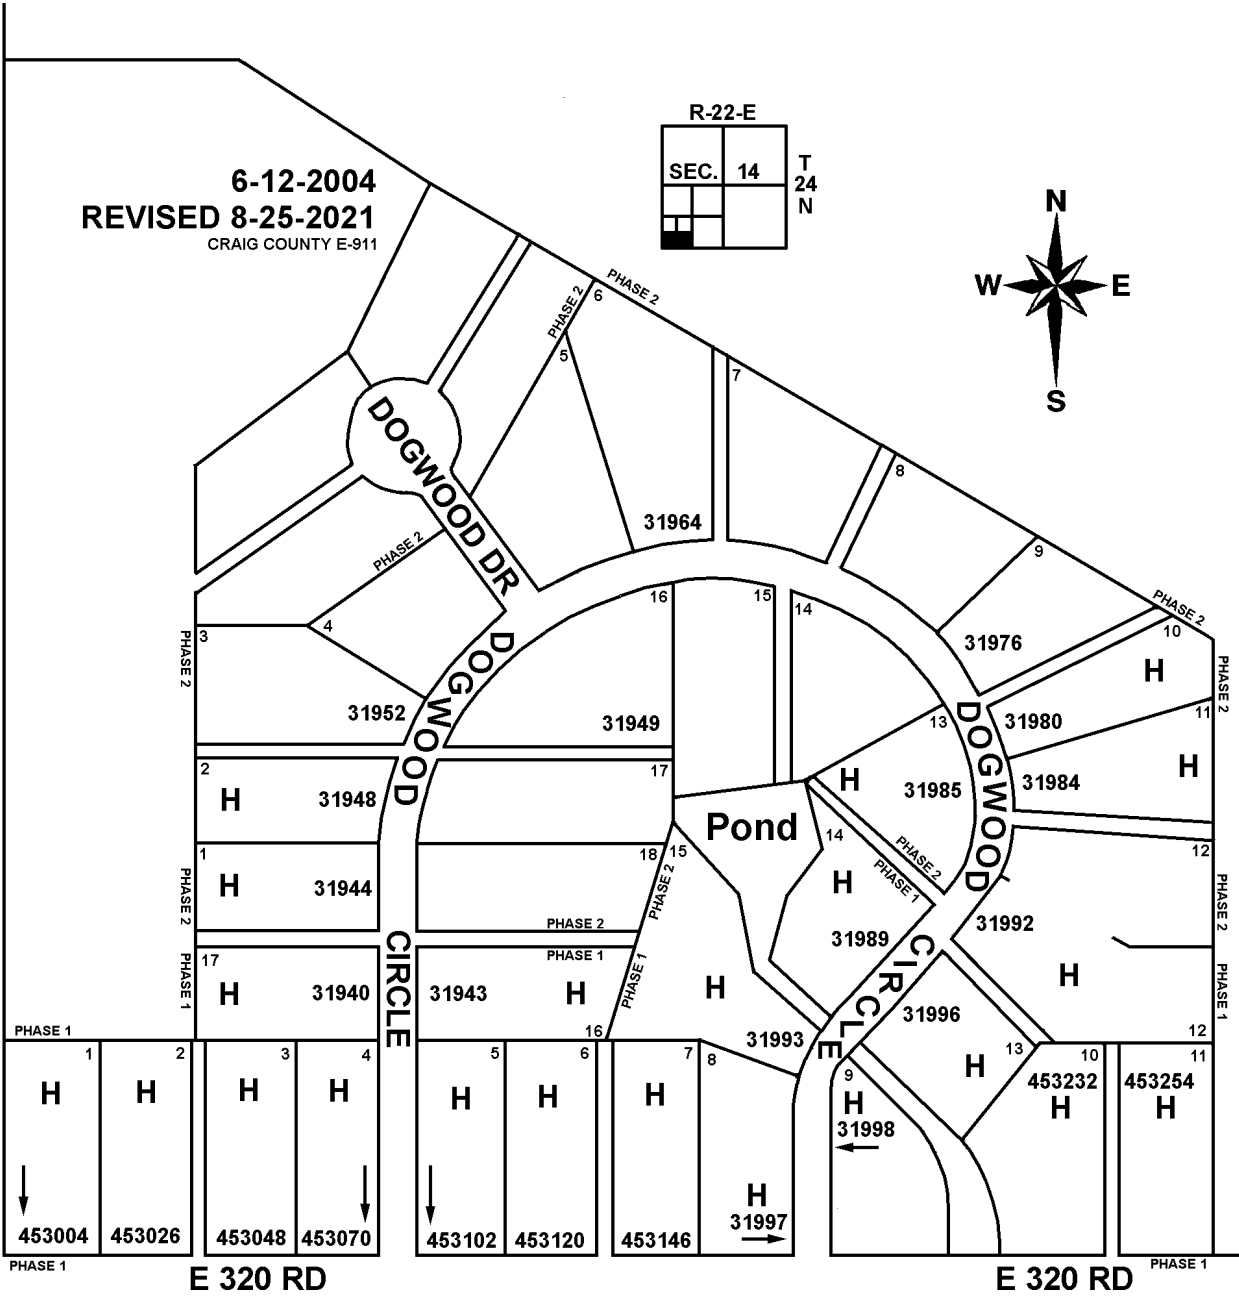 R-22-E
SEC. 14
T
24
N
6-12-2004
REVISED 8-25-2021
CRAIG COUNTY E-911
N
W E
S
PHASE 2
6
PHASE 2
5
7
8
9
PHASE 2
10
DOGWOOD DR
31964
PHASE 2
16
15
14
3
4
PHASE 2
31976
H
PHASE 2
31952
31949
13
DOGWOOD
31980
11
DOGWOOD
2
H
31948
17
H
31985
31984
H
Pond
14
12
1
H
31944
18
15
PHASE 2
PHASE 2
PHASE 1
H
PHASE 2
PHASE 2
31992
PHASE 2
31989
CIRCLE
CIRCLE
PHASE 1
17
H
31940
31943
H
PHASE 1
PHASE 1
H
H
PHASE 1
31996
PHASE 1
16
31993
13
12
H
1
2
3
4
5
6
7
8
9
10
11
453232
453254
H
H
H
H
H
H
H
H
H
H
31998
H
31997
453004
453026
453048
453070
453102
453120
453146
PHASE 1
PHASE 1
E 320 RD
E 320 RD